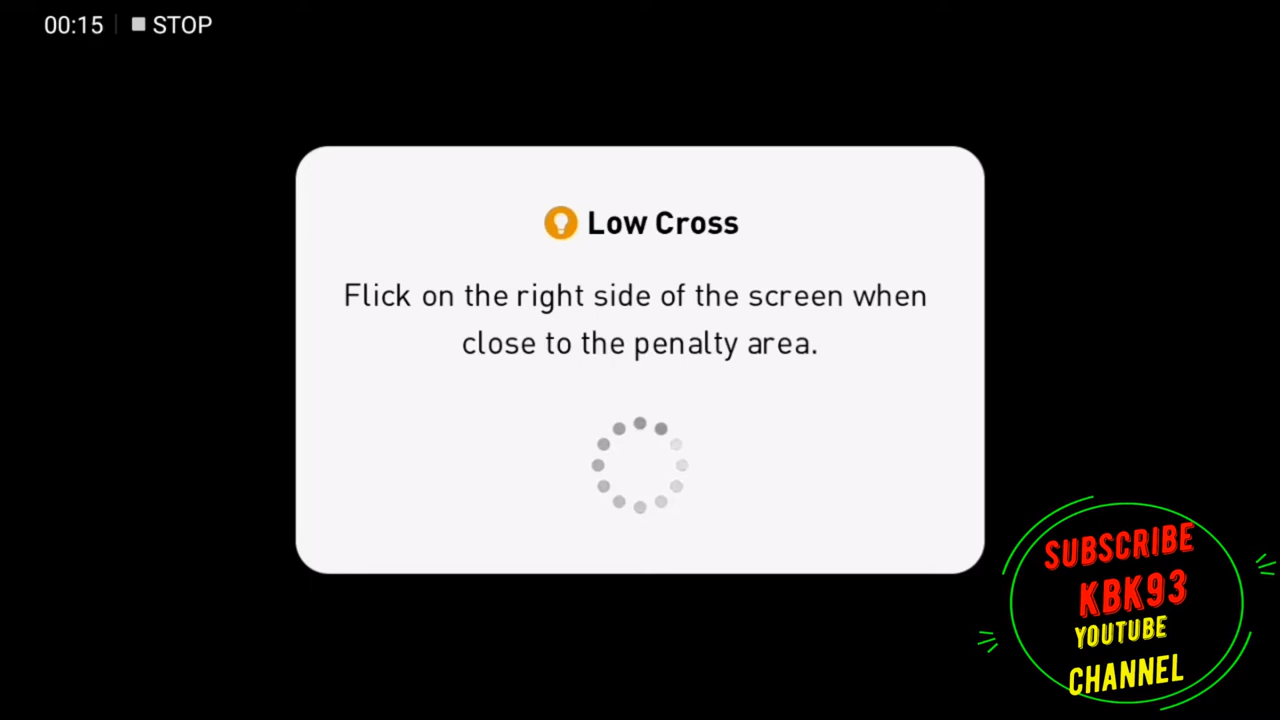 00:15 STOP
Low Cross
Flick on the right side of the screen when
close to the penalty area.
SUBSCRIBE
KBK93
YOUTUBE
CHANNEL